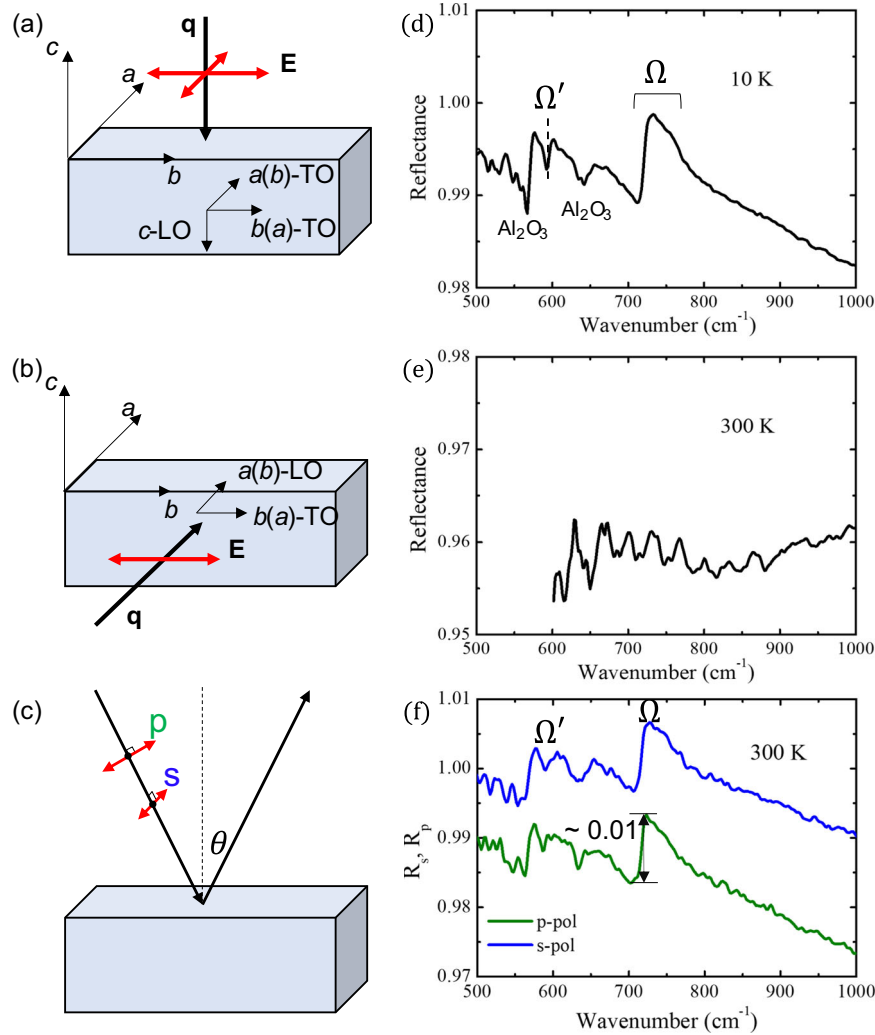 (a)
q
E
c
a
b
a(b)-TO
c-LO
b(a)-TO
(d)
1.01
1.00
0.99
0.98
Reflectance
Ω′
Ω
10 K
Al₂O₃
Al₂O₃
500 600 700 800 900 1000
Wavenumber (cm⁻¹)
(b)
c
a
b
a(b)-LO
b(a)-TO
E
q
(e)
0.98
0.97
0.96
0.95
Reflectance
300 K
500 600 700 800 900 1000
Wavenumber (cm⁻¹)
(c)
p
s
θ
(f)
1.01
1.00
0.99
0.98
0.97
Rₛ, Rₚ
Ω′
Ω
300 K
~ 0.01
p-pol
s-pol
500 600 700 800 900 1000
Wavenumber (cm⁻¹)